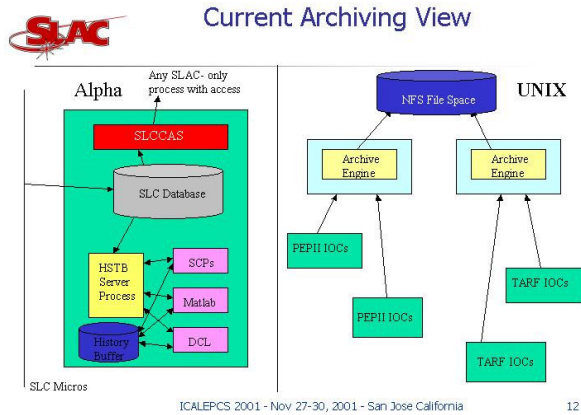 SLAC
Current Archiving View
Alpha
Any SLAC- only
process with access
SLCCAS
SLC Database
HSTB
Server
Process
SCPs
Matlab
DCL
History
Buffer
SLC Micros
NFS File Space
UNIX
Archive
Engine
Archive
Engine
PEPII IOCs
PEPII IOCs
TARF IOCs
TARF IOCs
ICALEPCS 2001 - Nov 27-30, 2001 - San Jose California
12